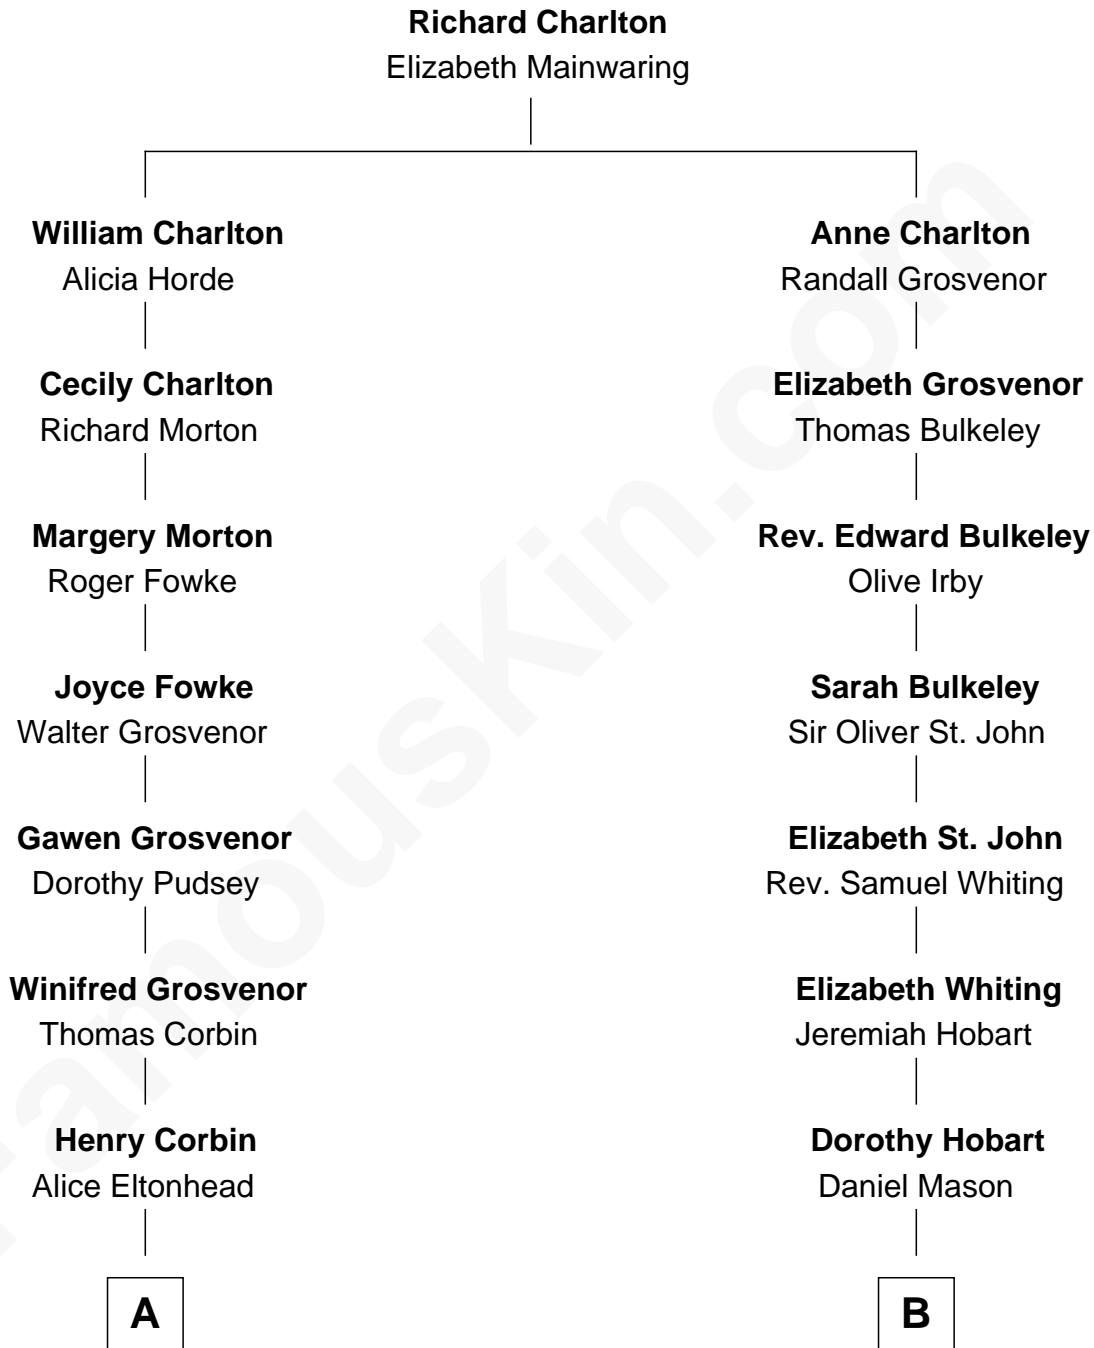 Richard Charlton
Elizabeth Mainwaring
William Charlton
Alicia Horde
Anne Charlton
Randall Grosvenor
Cecily Charlton
Richard Morton
Elizabeth Grosvenor
Thomas Bulkeley
Margery Morton
Roger Fowke
Rev. Edward Bulkeley
Olive Irby
Joyce Fowke
Walter Grosvenor
Sarah Bulkeley
Sir Oliver St. John
Gawen Grosvenor
Dorothy Pudsey
Elizabeth St. John
Rev. Samuel Whiting
Winifred Grosvenor
Thomas Corbin
Elizabeth Whiting
Jeremiah Hobart
Henry Corbin
Alice Eltonhead
Dorothy Hobart
Daniel Mason
A
B
FamousKin.com